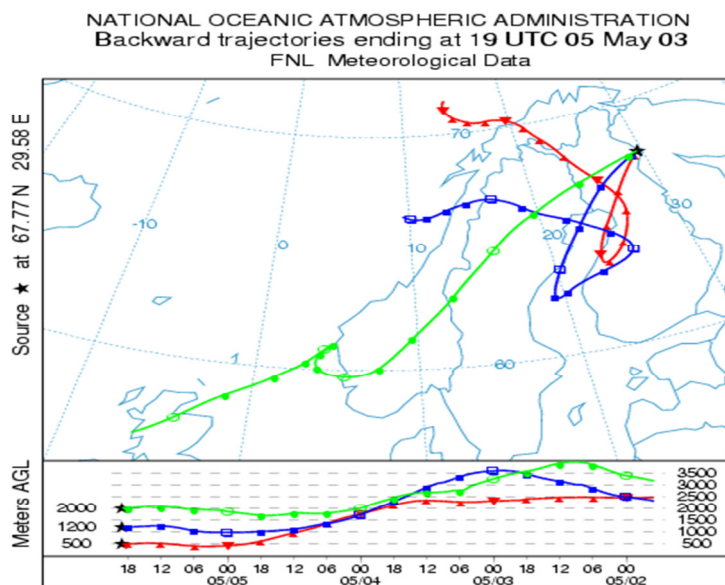 NATIONAL OCEANIC ATMOSPHERIC ADMINISTRATION
Backward trajectories ending at 19 UTC 05 May 03
FNL Meteorological Data
Source ★ at 67.77 N 29.58 E
70
-10
0
10
20
30
1
60
Meters AGL
2000
1200
500
3500
3000
2500
2000
1500
1000
500
18 12 06 00 18 12 06 00 18 12 06 00 18 12 06 00
05/05 05/04 05/03 05/02